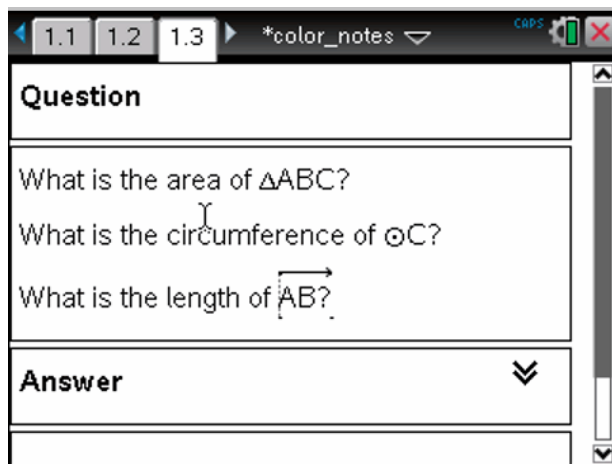 1.1 1.2 1.3 *color_notes CAPS
Question
What is the area of ΔABC?
What is the circumference of ⊙C?
What is the length of AB?
Answer